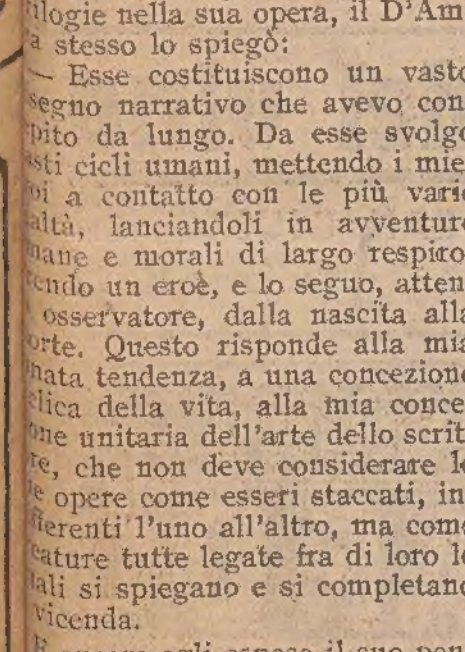 ilogie nella sua opera, il D'Am
a stesso lo spiegò:
— Esse costituiscono un vasto
segno narrativo che avevo con
pito da lungo. Da esse svolgo
sti cicli umani, mettendo i mie
oi a contatto con le più varie
altà, lanciandoli in avventure
mane e morali di largo respiro.
endo un eroè, e lo seguo, atten
osservatore, dalla nascita alla
orte. Questo risponde alla mia
nata tendenza, a una concezione
clica della vita, alla mia conce
one unitaria dell'arte dello scrit
re, che non deve considerare le
e opere come esseri staccati, in
fferenti l'uno all'altro, ma come
eature tutte legate fra di loro le
ali si spiegano e si completano
vicenda.